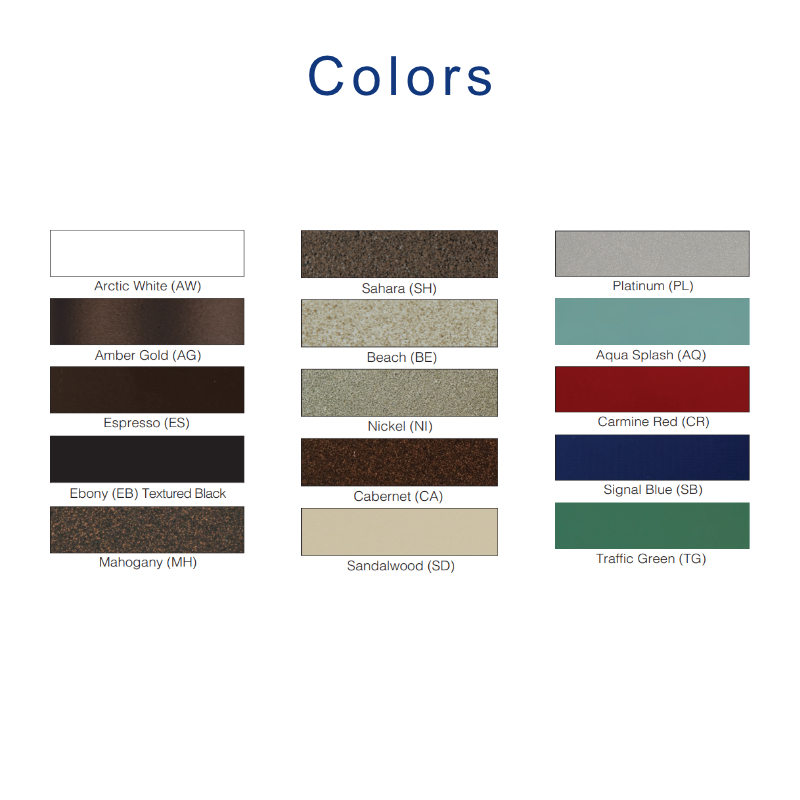 Colors
Arctic White (AW)
Amber Gold (AG)
Espresso (ES)
Ebony (EB) Textured Black
Mahogany (MH)
Sahara (SH)
Beach (BE)
Nickel (NI)
Cabernet (CA)
Sandalwood (SD)
Platinum (PL)
Aqua Splash (AQ)
Carmine Red (CR)
Signal Blue (SB)
Traffic Green (TG)